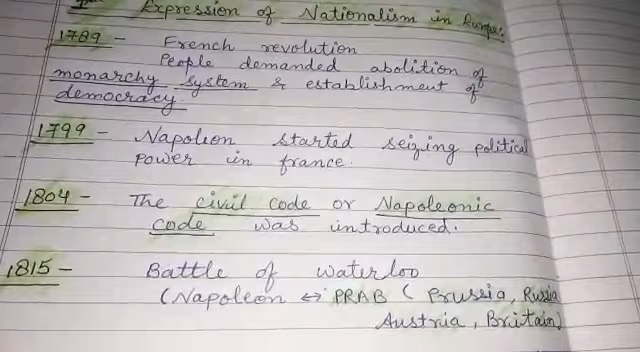 Expression of Nationalism in Europe:
1789 - French revolution
People demanded abolition of
monarchy system & establishment of
democracy.
1799 - Napoleon started seizing political
power in france.
1804 - The civil code or Napoleonic
code was introduced.
1815 - Battle of Waterloo
(Napoleon ↔ PRAB ( Prussia, Russia
Austria, Britain)